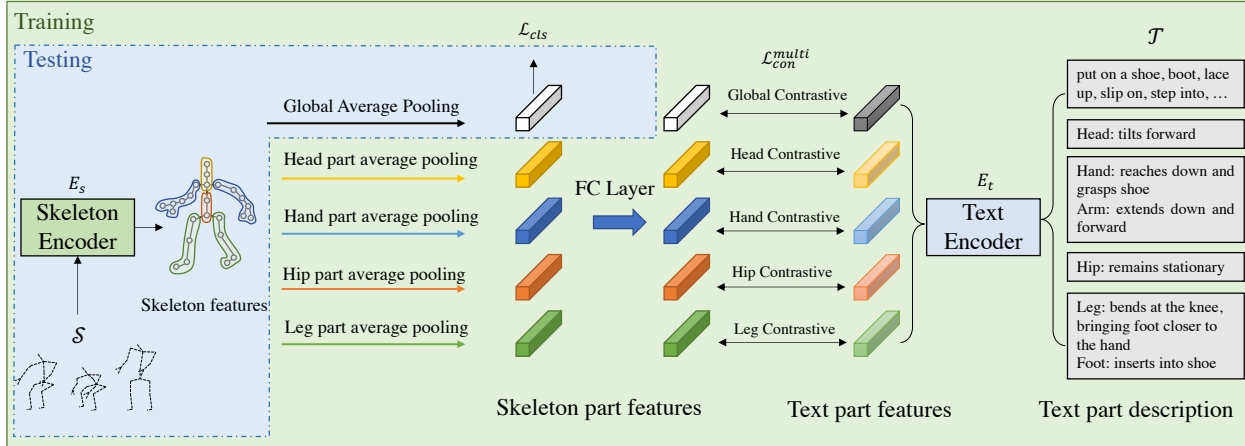 Training
Testing
E_s
Skeleton
Encoder
S
Skeleton features
Global Average Pooling
Head part average pooling
Hand part average pooling
Hip part average pooling
Leg part average pooling
ℒ_cls
FC Layer
Skeleton part features
ℒ_con^multi
Global Contrastive
Head Contrastive
Hand Contrastive
Hip Contrastive
Leg Contrastive
Text part features
E_t
Text
Encoder
𝒯
put on a shoe, boot, lace
up, slip on, step into, …
Head: tilts forward
Hand: reaches down and
grasps shoe
Arm: extends down and
forward
Hip: remains stationary
Leg: bends at the knee,
bringing foot closer to
the hand
Foot: inserts into shoe
Text part description